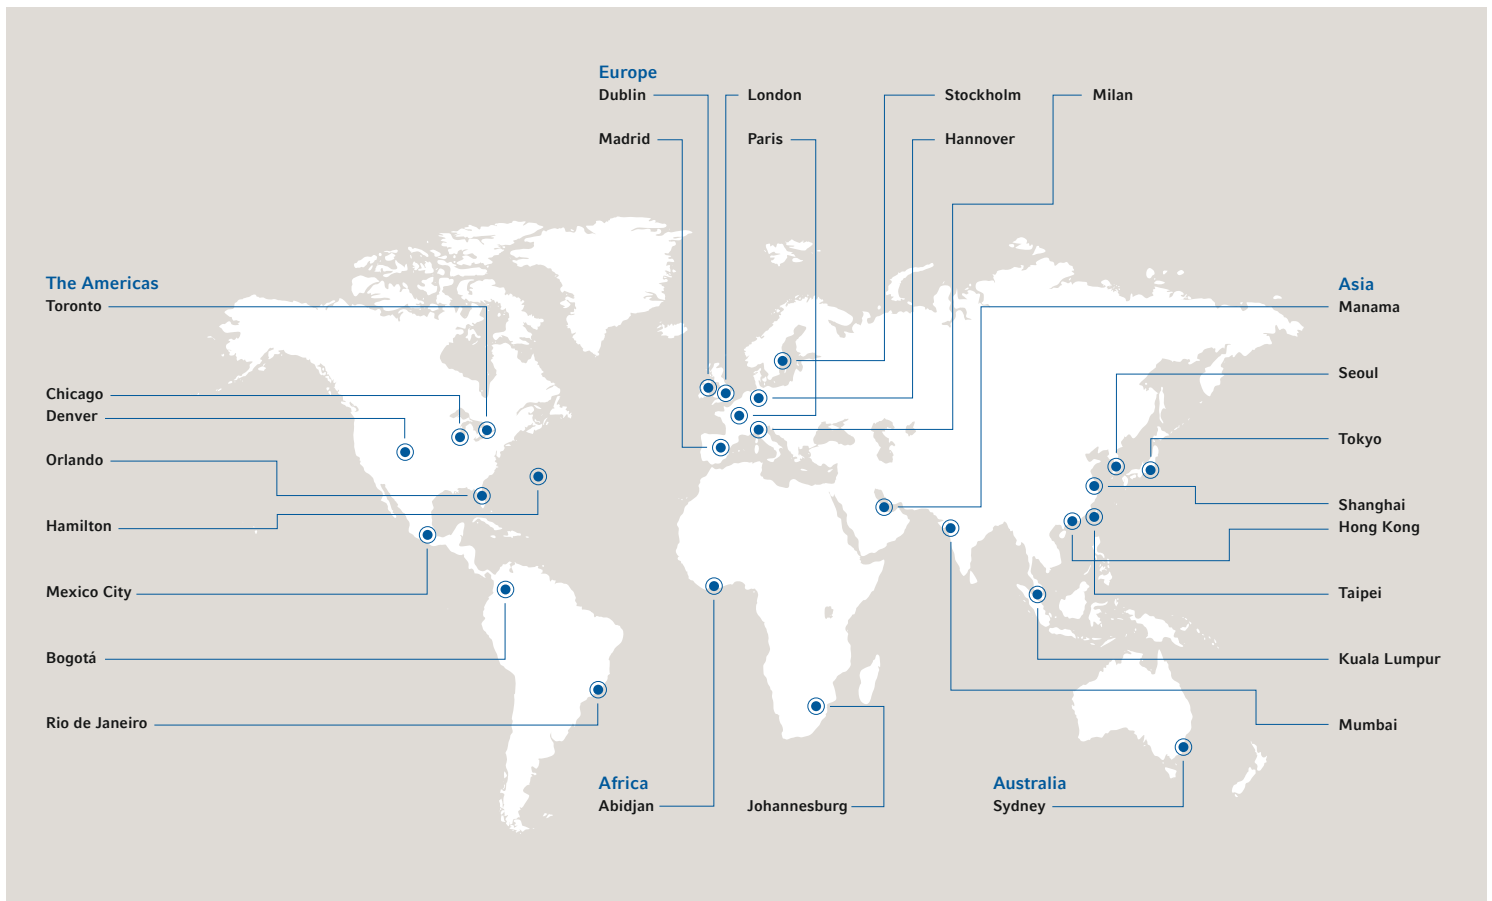 Europe
Dublin
London
Stockholm
Milan
Madrid
Paris
Hannover
The Americas
Toronto
Chicago
Denver
Orlando
Hamilton
Mexico City
Bogotá
Rio de Janeiro
Asia
Manama
Seoul
Tokyo
Shanghai
Hong Kong
Taipei
Kuala Lumpur
Mumbai
Africa
Abidjan
Johannesburg
Australia
Sydney